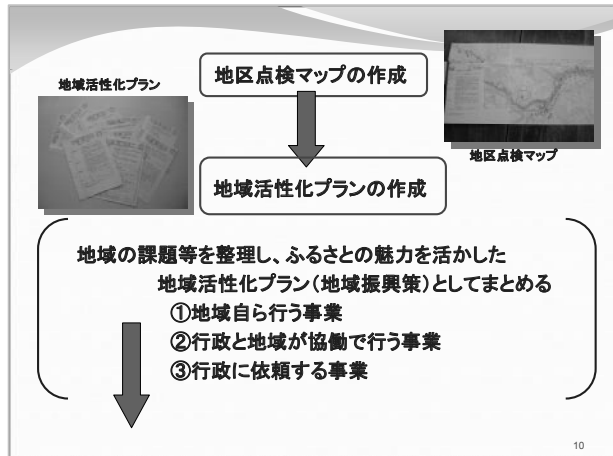 地区点検マップの作成
地域活性化プラン
地区点検マップ
地域活性化プランの作成
地域の課題等を整理し、ふるさとの魅力を活かした
地域活性化プラン（地域振興策）としてまとめる
①地域自ら行う事業
②行政と地域が協働で行う事業
③行政に依頼する事業
10